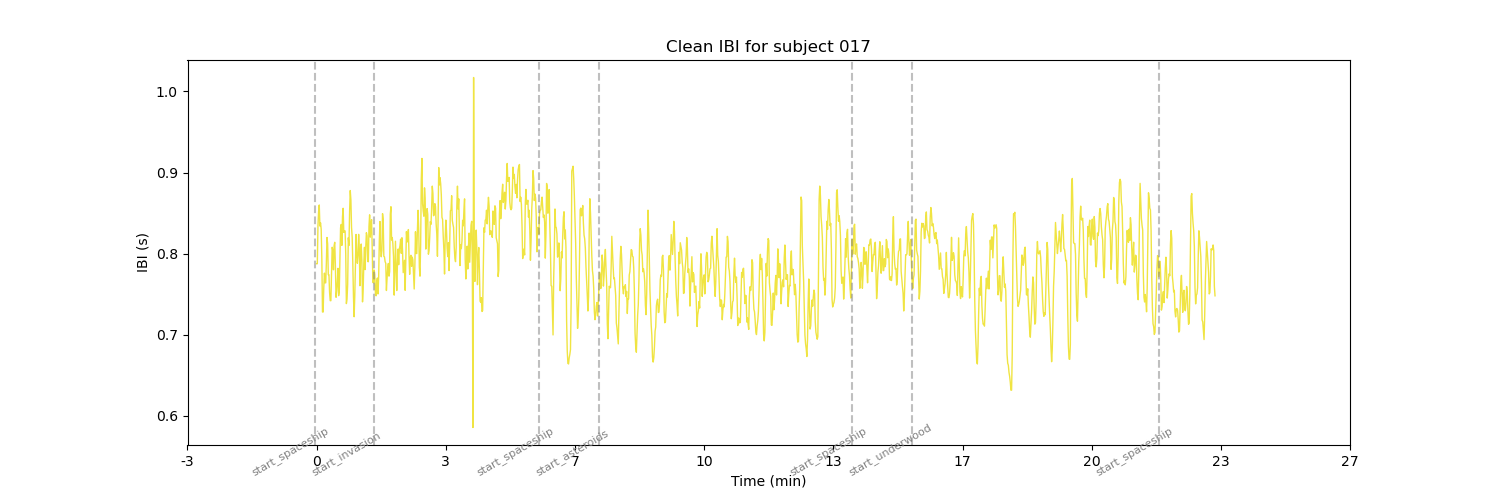 Clean IBI for subject 017
IBI (s)
1.0
0.9
0.8
0.7
0.6
-3 0 3 7 10 13 17 20 23 27
start_spaceship start_invasion start_spaceship start_asteroids start_spaceship start_underwood start_spaceship
Time (min)